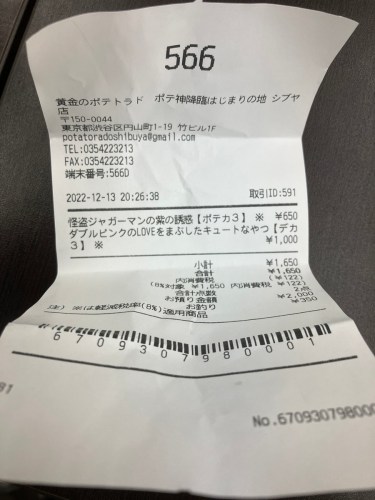 566
黄金のポテトラド ポテ神降臨はじまりの地 シブヤ
店
〒150-0044
東京都渋谷区円山町1-19 竹ビル1F
potatoradoshibuya@gmail.com
TEL:0354223213
FAX:0354223213
端末番号:566D
2022-12-13 20:26:38 取引ID:591
怪盗ジャガーマンの紫の誘惑【ポテカ3】 ※ ¥650
ダブルピンクのLOVEをまぶしたキュートなやつ【デカ
3】 ※ ¥1,000
小計 ¥1,650
合計 ¥1,650
内消費税 (¥122)
(8%対象 ¥1,650 内消費税 ¥122)
合計点数 2点
お預り金額 ¥2,000
お釣り ¥350
注) ※は軽減税率(8%)適用商品
6709307980001
81
No.670930798000